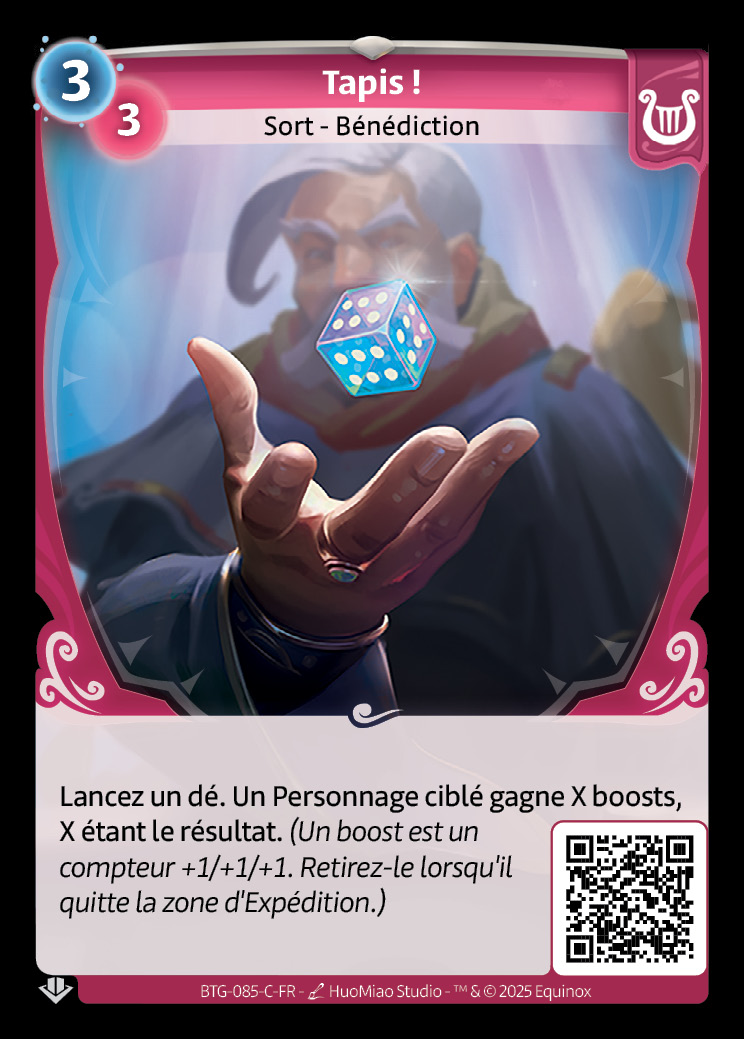 3
3
Tapis !
Sort - Bénédiction
Lancez un dé. Un Personnage ciblé gagne X boosts,
X étant le résultat. (Un boost est un
compteur +1/+1/+1. Retirez-le lorsqu'il
quitte la zone d'Expédition.)
BTG-085-C-FR - HuoMiao Studio - ™ & © 2025 Equinox